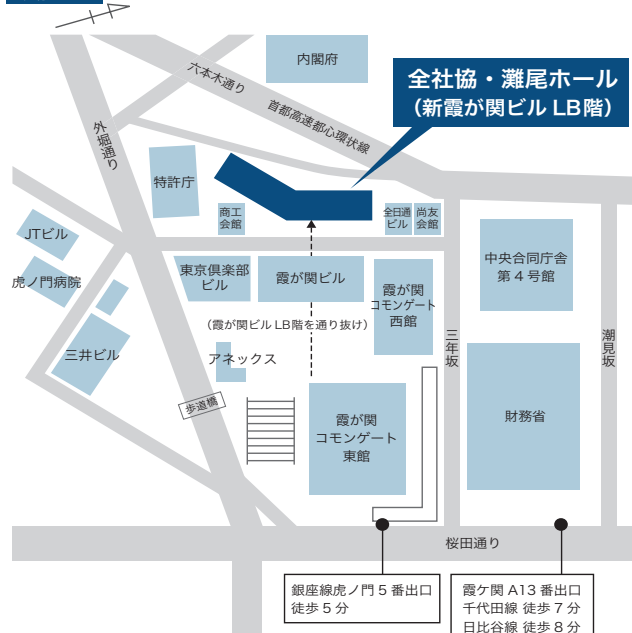 内閣府
六本木通り
首都高速都心環状線
全社協・灘尾ホール
（新霞が関ビル LB階）
外堀通り
特許庁
商工
会館
全日通
ビル
尚友
会館
JTビル
虎ノ門病院
三井ビル
東京倶楽部
ビル
霞が関ビル
霞が関
コモンゲート
西館
中央合同庁舎
第４号館
（霞が関ビル LB階を通り抜け）
アネックス
三年坂
潮見坂
歩道橋
霞が関
コモンゲート
東館
財務省
桜田通り
銀座線虎ノ門 5 番出口
徒歩 5 分
霞ケ関 A13 番出口
千代田線 徒歩 7 分
日比谷線 徒歩 8 分